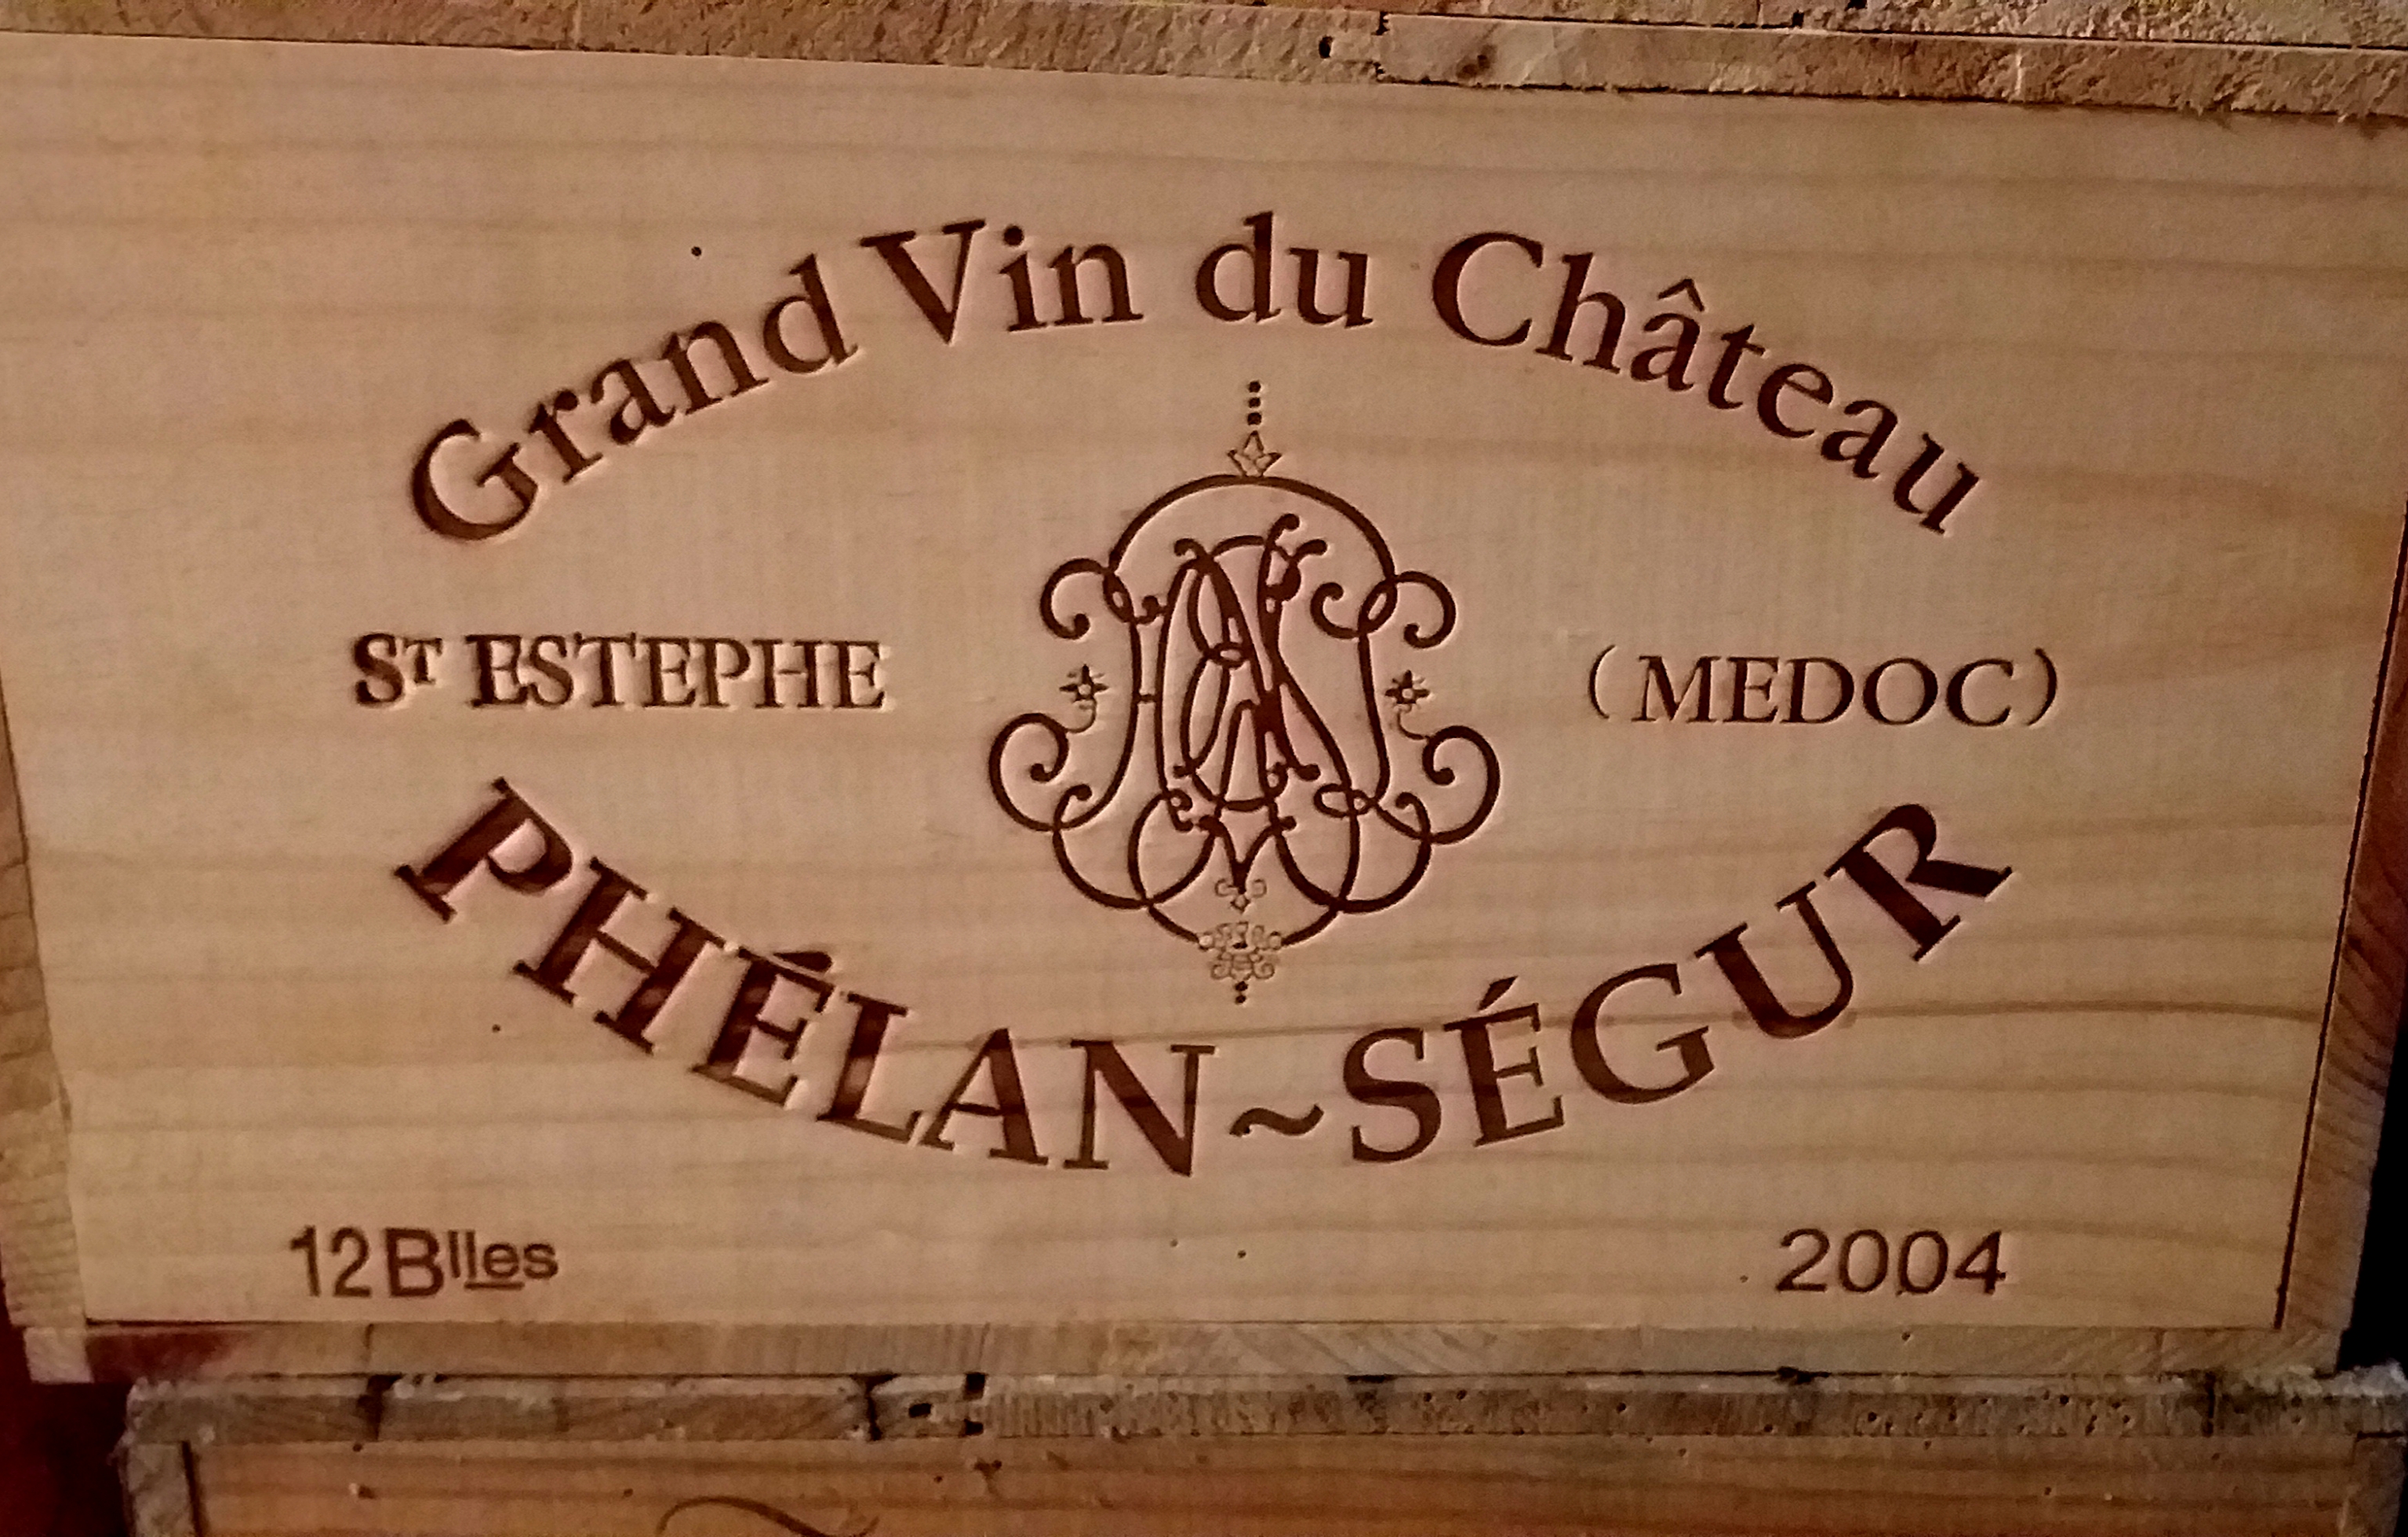 Grand Vin du Château
ST ESTEPHE
(MEDOC)
PHÉLAN~SÉGUR
12 Blles
2004